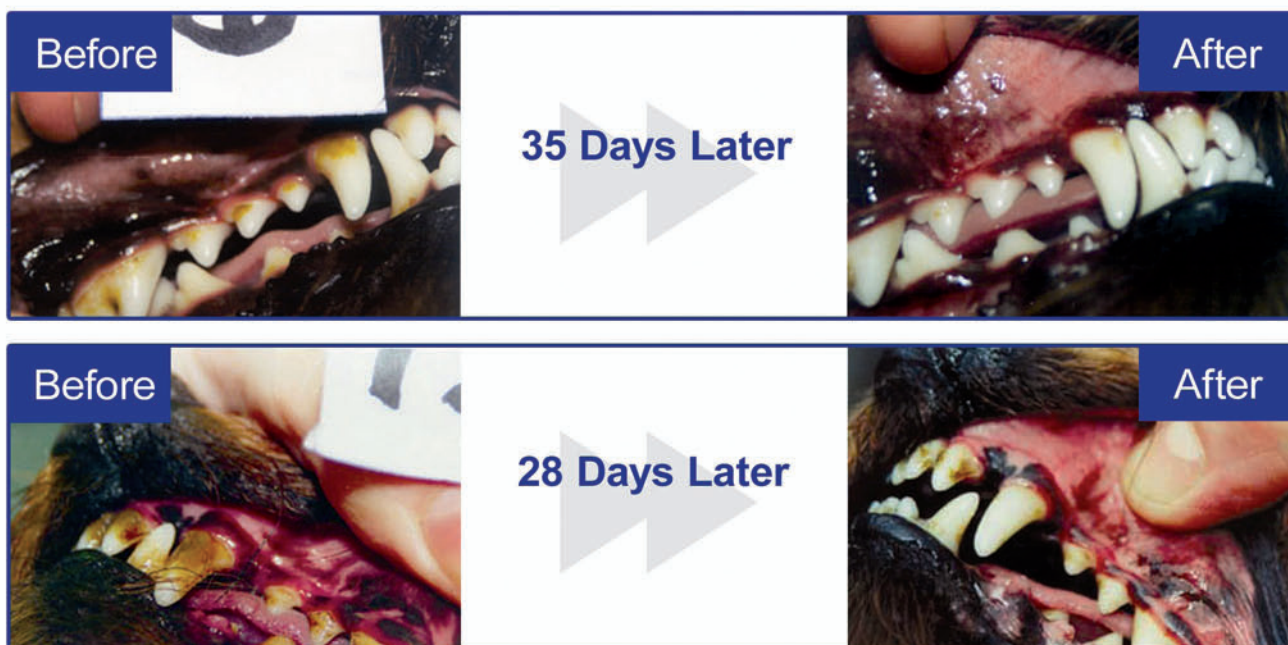 Before
35 Days Later
After
Before
28 Days Later
After